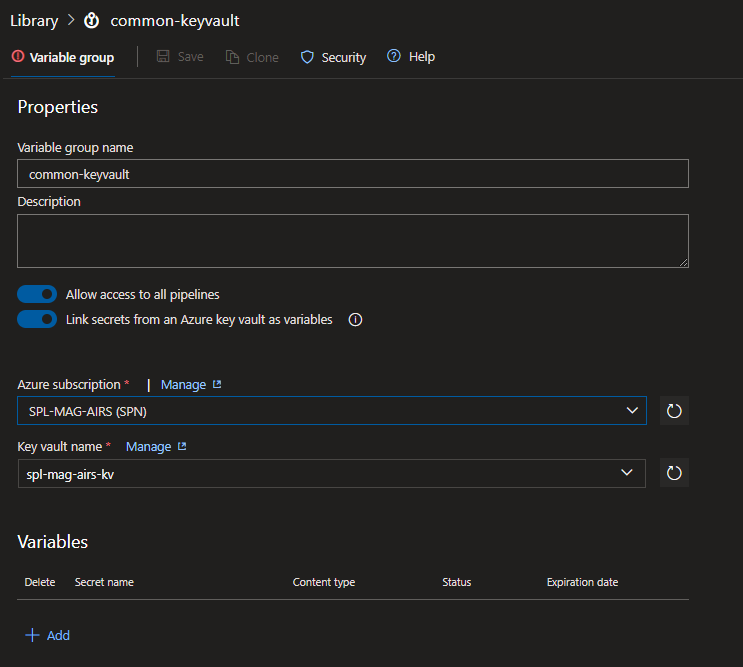 Library > common-keyvault
Variable group Save Clone Security Help
Properties
Variable group name
common-keyvault
Description
Allow access to all pipelines
Link secrets from an Azure key vault as variables
Azure subscription * | Manage
SPL-MAG-AIRS (SPN)
Key vault name * Manage
spl-mag-airs-kv
Variables
Delete Secret name Content type Status Expiration date
+ Add